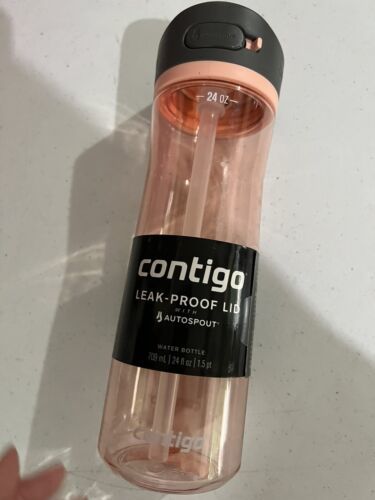 — 24 OZ —
contigo
LEAK-PROOF LID
WITH
AUTOSPOUT
WATER BOTTLE
709 mL | 24 fl oz | 1.5 pt
contigo